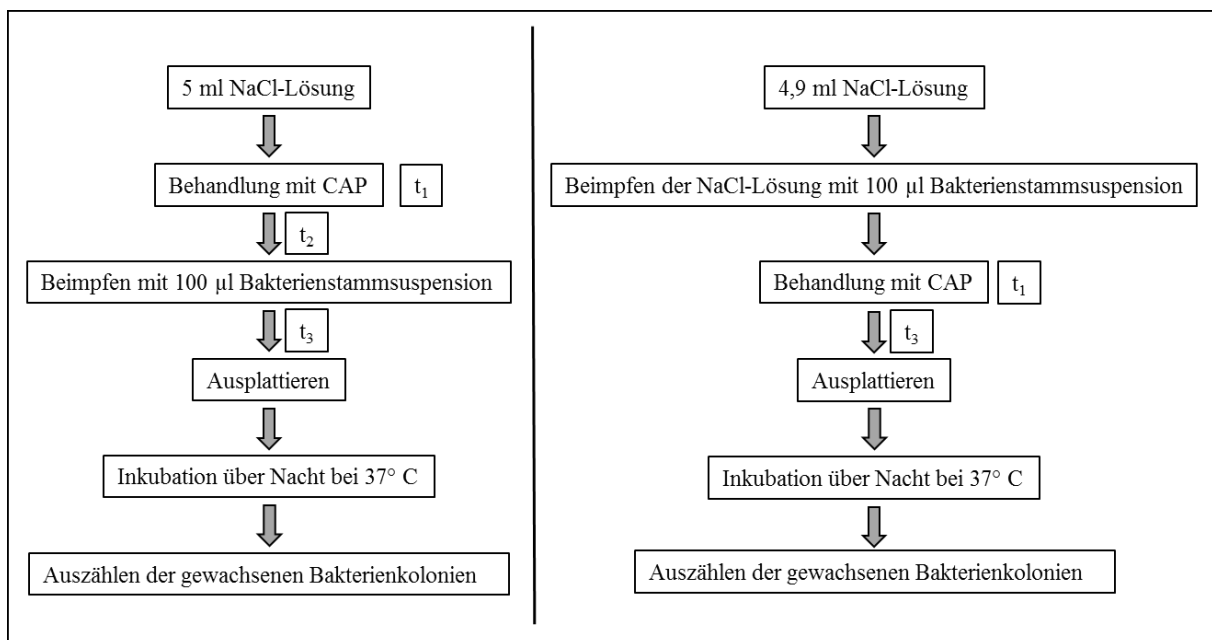 5 ml NaCl-Lösung
Behandlung mit CAP
t₁
t₂
Beimpfen mit 100 µl Bakterienstammsuspension
t₃
Ausplattieren
Inkubation über Nacht bei 37° C
Auszählen der gewachsenen Bakterienkolonien
4,9 ml NaCl-Lösung
Beimpfen der NaCl-Lösung mit 100 µl Bakterienstammsuspension
Behandlung mit CAP
t₁
t₃
Ausplattieren
Inkubation über Nacht bei 37° C
Auszählen der gewachsenen Bakterienkolonien